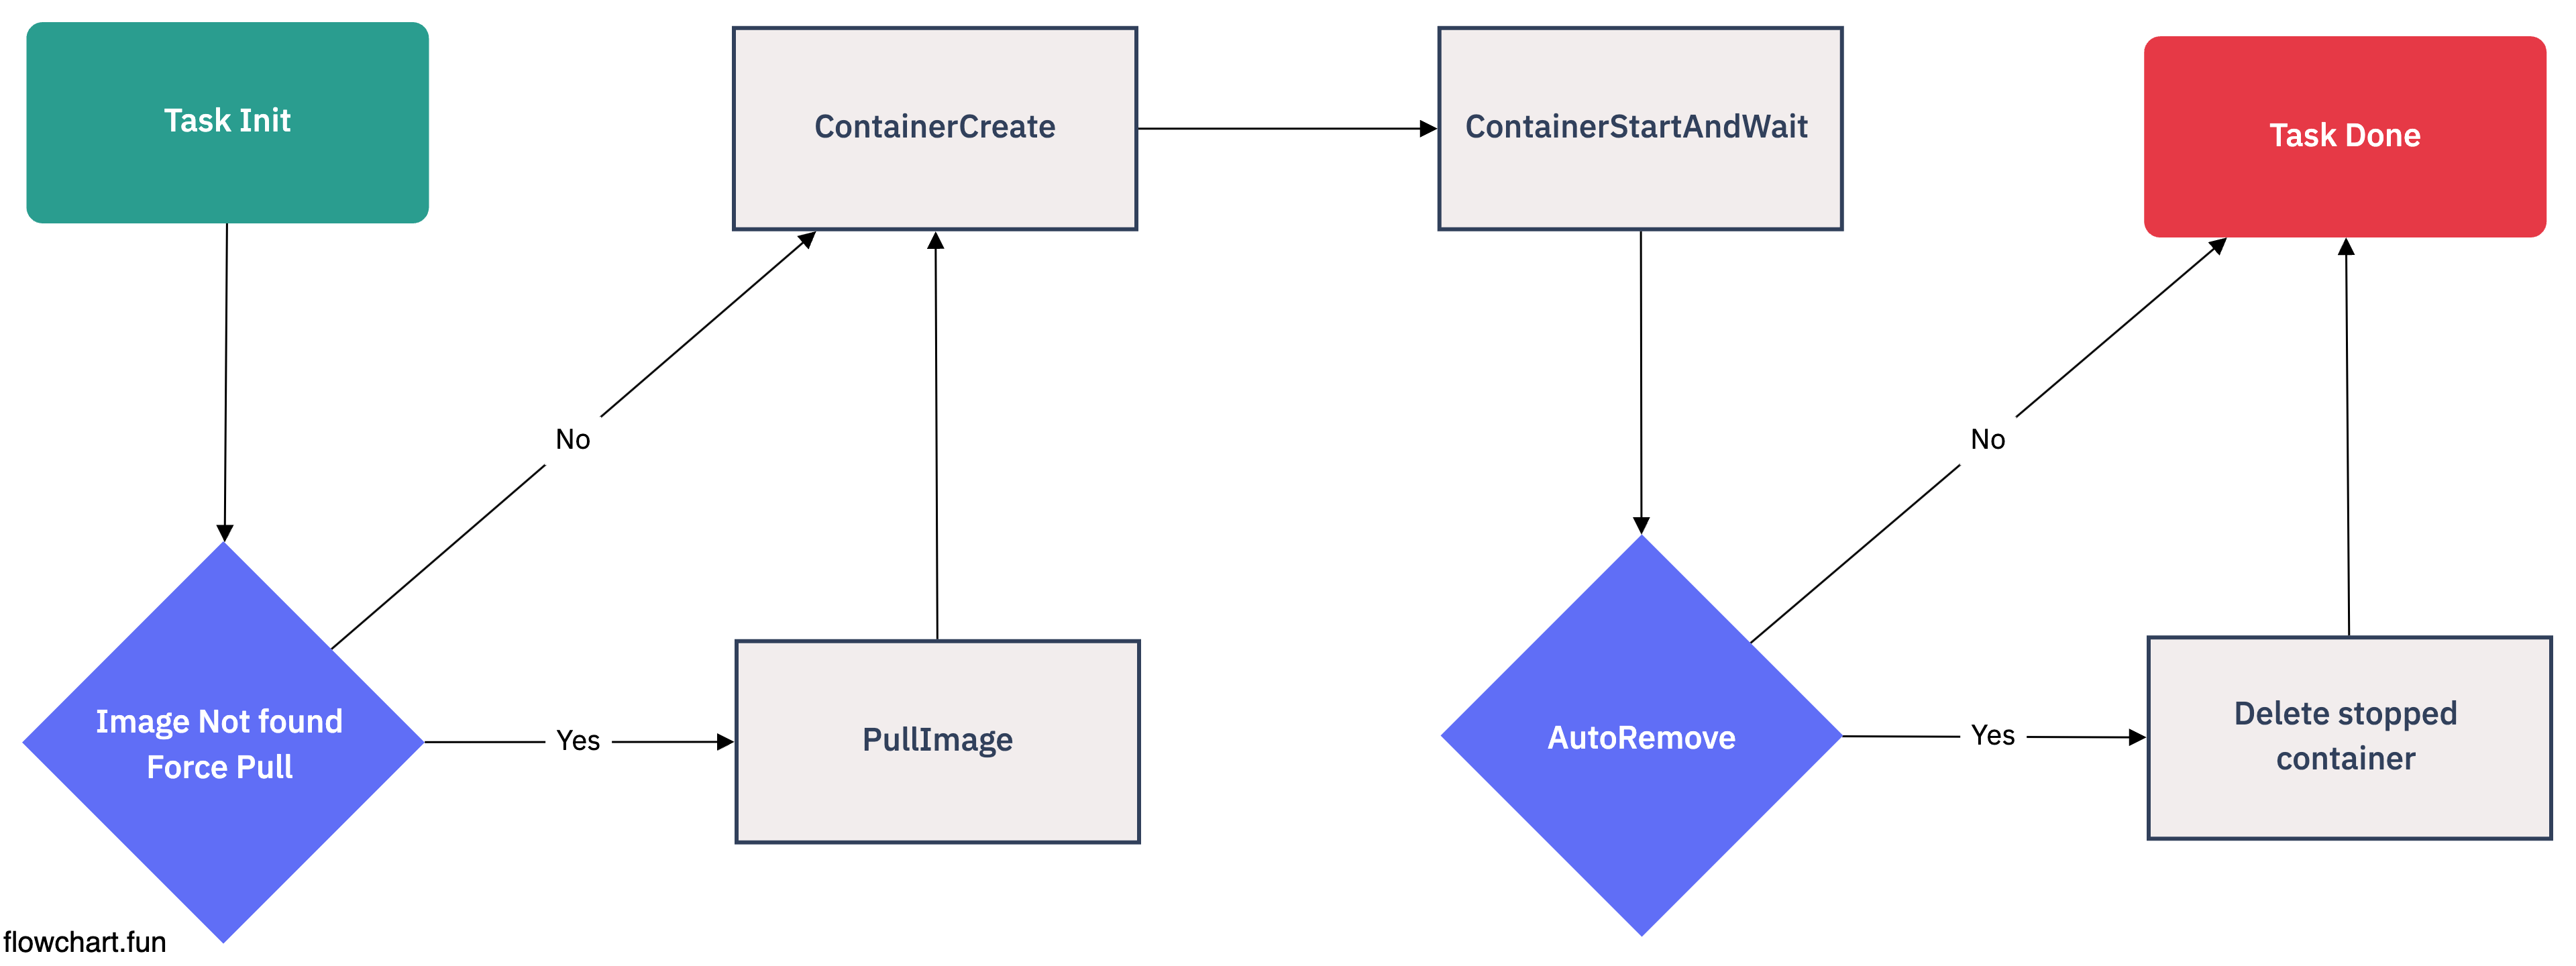 Task Init
ContainerCreate
ContainerStartAndWait
Task Done
No
No
Image Not found
Force Pull
Yes
PullImage
AutoRemove
Yes
Delete stopped
container
flowchart.fun